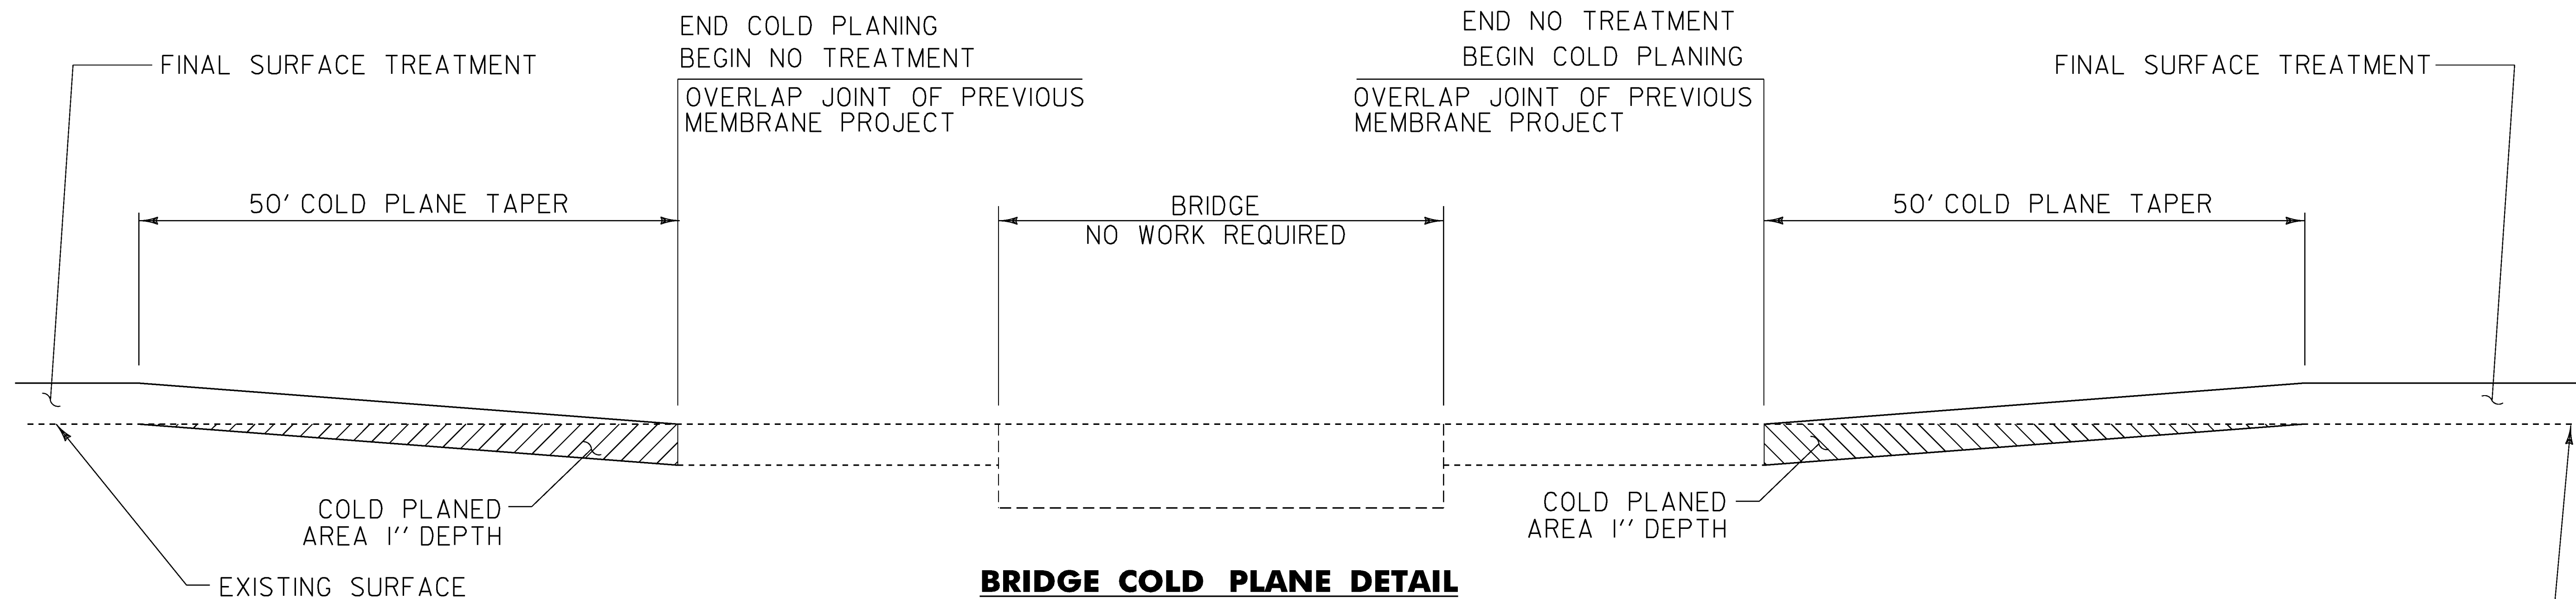 END COLD PLANING
BEGIN NO TREATMENT
OVERLAP JOINT OF PREVIOUS
MEMBRANE PROJECT
END NO TREATMENT
BEGIN COLD PLANING
OVERLAP JOINT OF PREVIOUS
MEMBRANE PROJECT
FINAL SURFACE TREATMENT
FINAL SURFACE TREATMENT
50' COLD PLANE TAPER
BRIDGE
NO WORK REQUIRED
50' COLD PLANE TAPER
COLD PLANED
AREA 1" DEPTH
COLD PLANED
AREA 1" DEPTH
EXISTING SURFACE
BRIDGE COLD PLANE DETAIL